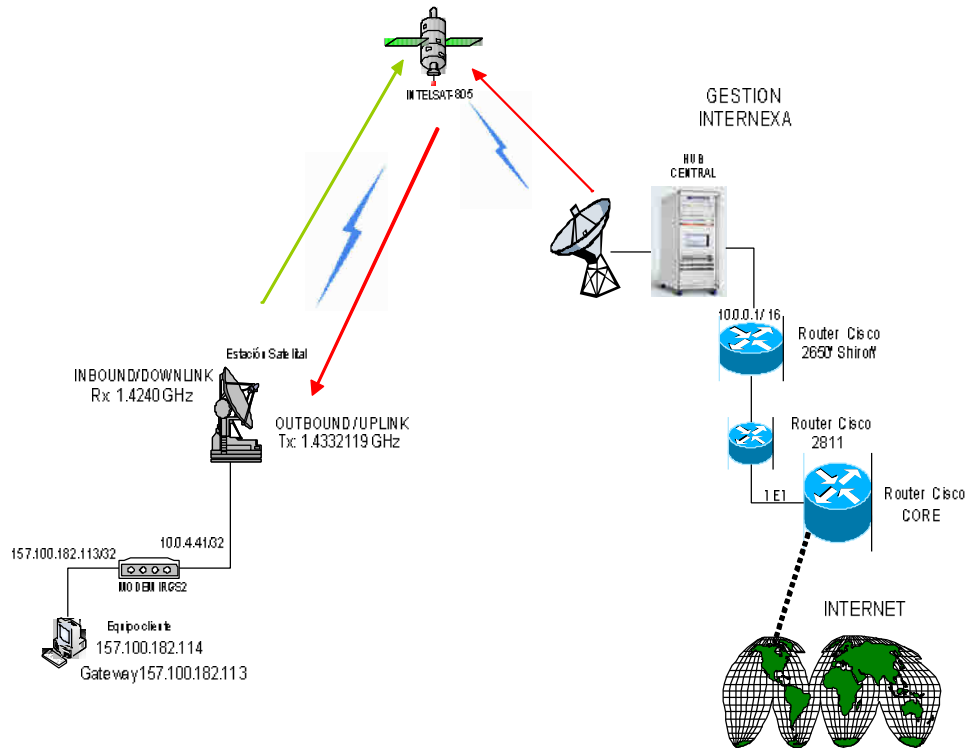 INTELSAT-805
GESTION
INTERNEXA
HUB
CENTRAL
10.0.0.1/16
Router Cisco
2650 "Shiroff"
Estación Satelital
INBOUND/DOWNLINK
Rx 1.4240 GHz
OUTBOUND/UPLINK
Tx: 1.4332119 GHz
Router Cisco
2811
1 E1
Router Cisco
CORE
10.0.4.41/32
157.100.182.113/32
MODEM IRGS2
Equipo cliente
157.100.182.114
Gateway 157.100.182.113
INTERNET